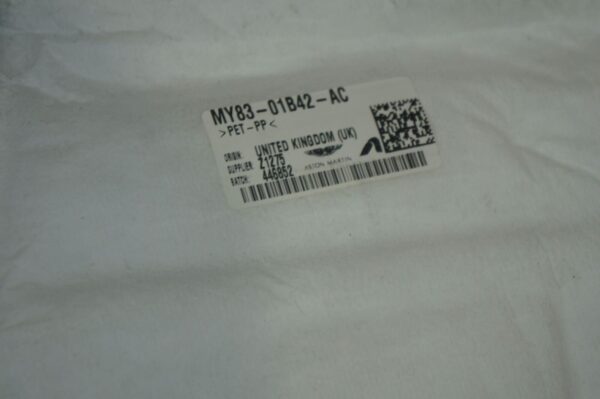 MY83-01B42-AC
>PET-PP<
ORIGIN: UNITED KINGDOM (UK)
SUPPLIER: Z1275
ASTON MARTIN
BATCH: 446852